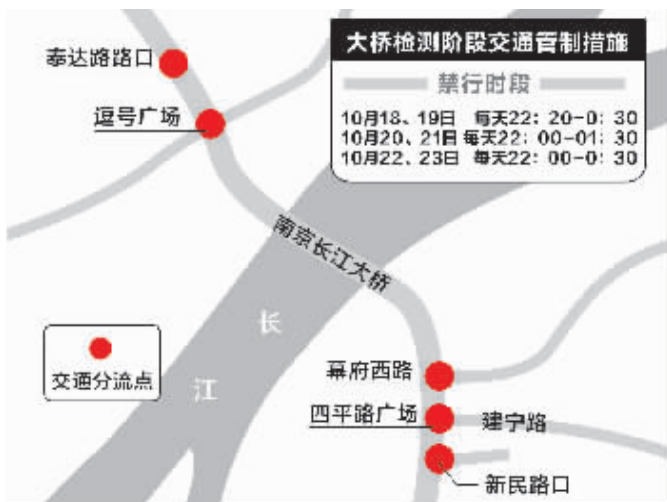 大桥检测阶段交通管制措施
禁行时段
10月18、19日 每天22:20-0:30
10月20、21日 每天22:00-01:30
10月22、23日 每天22:00-0:30
泰达路路口
逗号广场
南京长江大桥
长
江
交通分流点
幕府西路
四平路广场
建宁路
新民路口